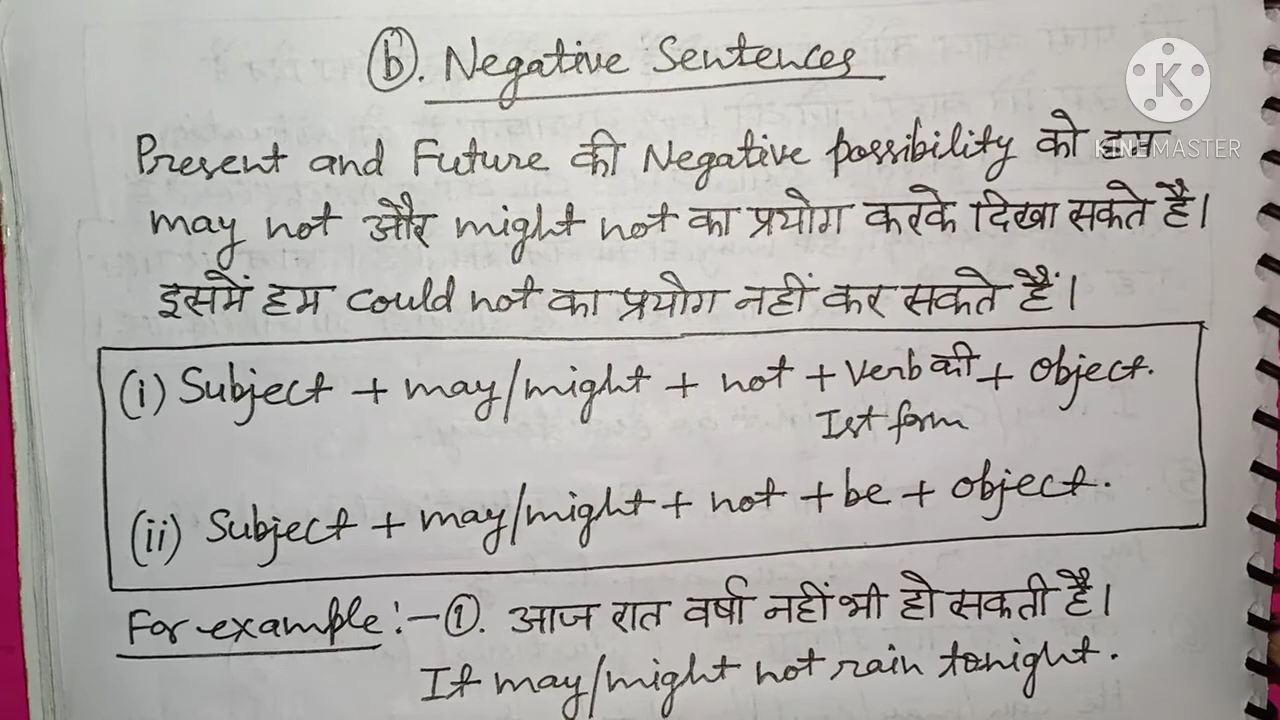 (b). Negative Sentences
K
KINEMASTER
Present and Future की Negative possibility को हम
may not और might not का प्रयोग करके दिखा सकते है।
इसमें हम could not का प्रयोग नहीं कर सकते हैं।
(i) Subject + may/might + not + verb की + object.
Ist form
(ii) Subject + may/might + not + be + object.
For example:- ①. आज रात वर्षा नहीं भी हो सकती है।
It may/might not rain tonight.